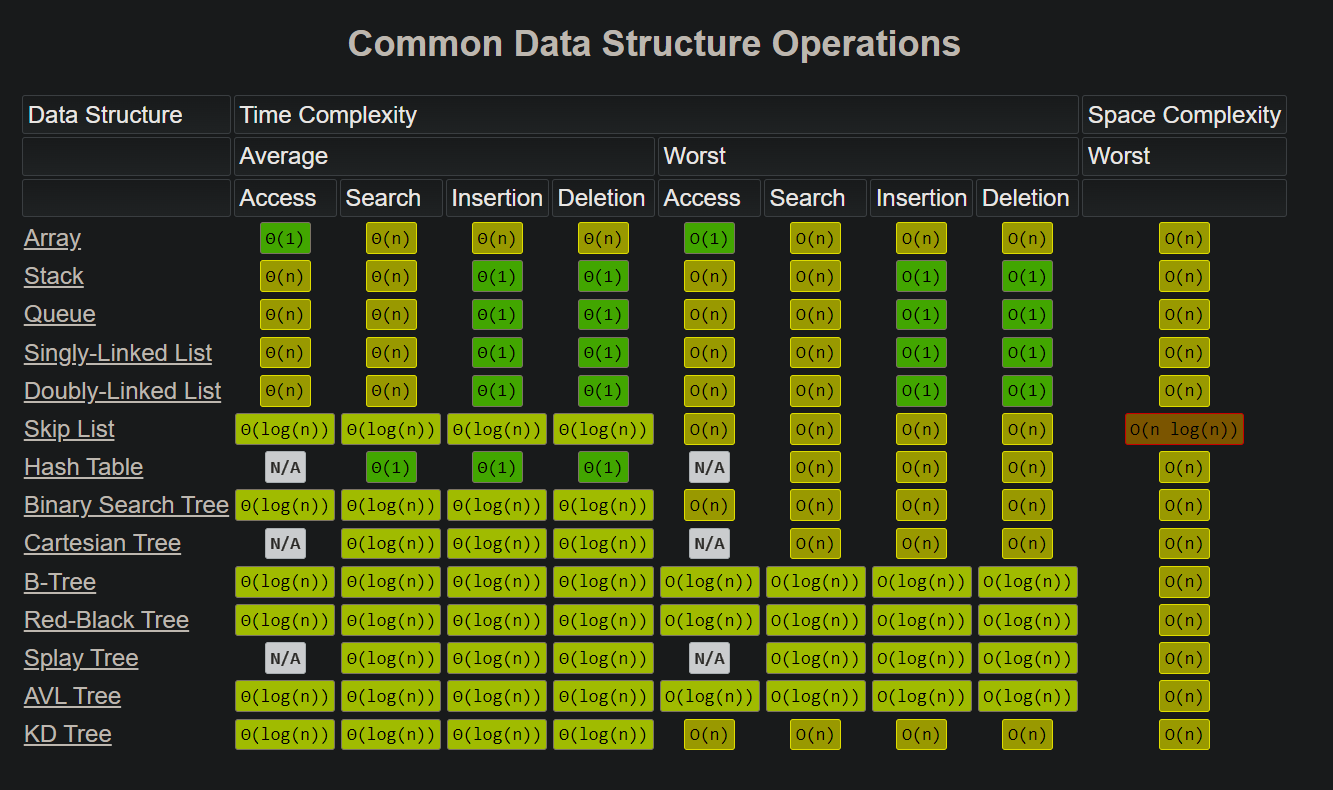 Common Data Structure Operations
Data Structure Time Complexity Space Complexity
Average Worst Worst
Access Search Insertion Deletion Access Search Insertion Deletion
Array Θ(1) Θ(n) Θ(n) Θ(n) O(1) O(n) O(n) O(n) O(n)
Stack Θ(n) Θ(n) Θ(1) Θ(1) O(n) O(n) O(1) O(1) O(n)
Queue Θ(n) Θ(n) Θ(1) Θ(1) O(n) O(n) O(1) O(1) O(n)
Singly-Linked List Θ(n) Θ(n) Θ(1) Θ(1) O(n) O(n) O(1) O(1) O(n)
Doubly-Linked List Θ(n) Θ(n) Θ(1) Θ(1) O(n) O(n) O(1) O(1) O(n)
Skip List Θ(log(n)) Θ(log(n)) Θ(log(n)) Θ(log(n)) O(n) O(n) O(n) O(n) O(n log(n))
Hash Table N/A Θ(1) Θ(1) Θ(1) N/A O(n) O(n) O(n) O(n)
Binary Search Tree Θ(log(n)) Θ(log(n)) Θ(log(n)) Θ(log(n)) O(n) O(n) O(n) O(n) O(n)
Cartesian Tree N/A Θ(log(n)) Θ(log(n)) Θ(log(n)) N/A O(n) O(n) O(n) O(n)
B-Tree Θ(log(n)) Θ(log(n)) Θ(log(n)) Θ(log(n)) O(log(n)) O(log(n)) O(log(n)) O(log(n)) O(n)
Red-Black Tree Θ(log(n)) Θ(log(n)) Θ(log(n)) Θ(log(n)) O(log(n)) O(log(n)) O(log(n)) O(log(n)) O(n)
Splay Tree N/A Θ(log(n)) Θ(log(n)) Θ(log(n)) N/A O(log(n)) O(log(n)) O(log(n)) O(n)
AVL Tree Θ(log(n)) Θ(log(n)) Θ(log(n)) Θ(log(n)) O(log(n)) O(log(n)) O(log(n)) O(log(n)) O(n)
KD Tree Θ(log(n)) Θ(log(n)) Θ(log(n)) Θ(log(n)) O(n) O(n) O(n) O(n) O(n)